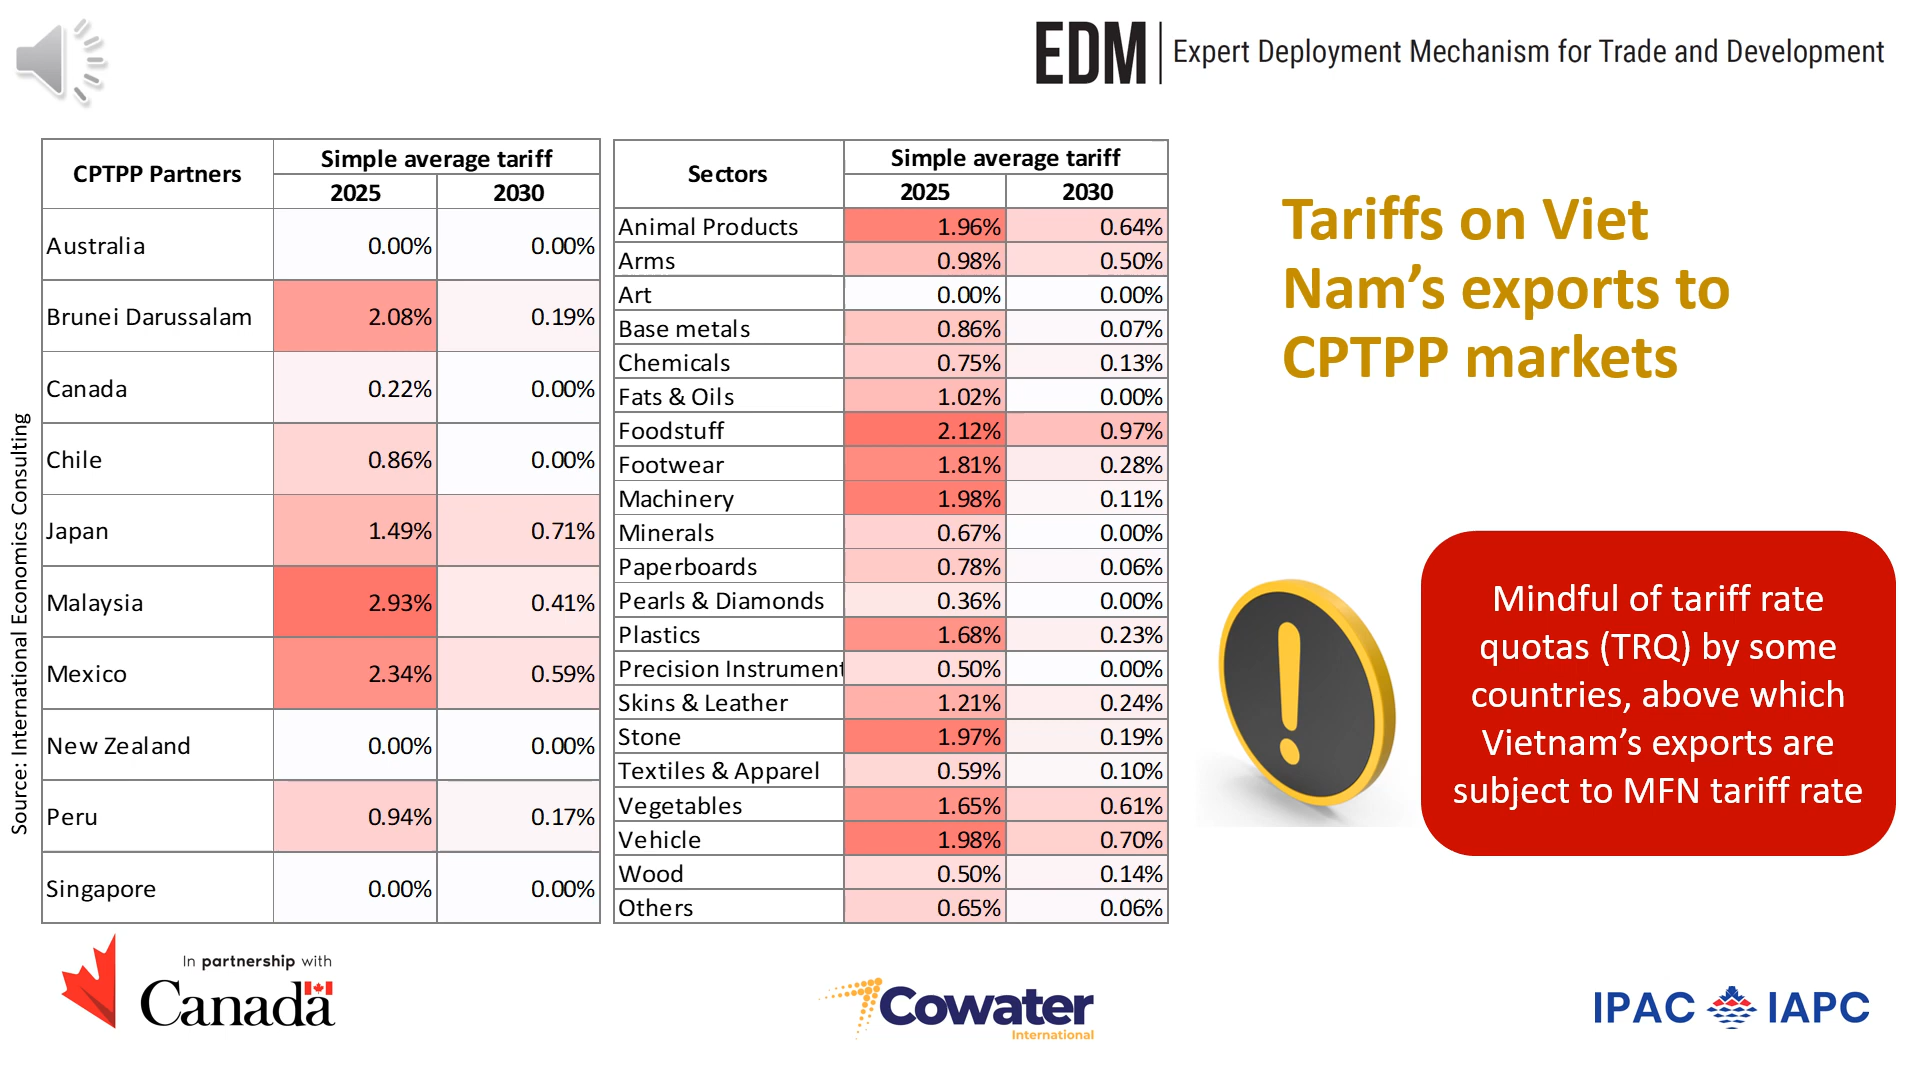 EDM | Expert Deployment Mechanism for Trade and Development
CPTPP Partners Simple average tariff
2025 2030
Australia 0.00% 0.00%
Brunei Darussalam 2.08% 0.19%
Canada 0.22% 0.00%
Chile 0.86% 0.00%
Japan 1.49% 0.71%
Malaysia 2.93% 0.41%
Mexico 2.34% 0.59%
New Zealand 0.00% 0.00%
Peru 0.94% 0.17%
Singapore 0.00% 0.00%
Source: International Economics Consulting
Sectors Simple average tariff
2025 2030
Animal Products 1.96% 0.64%
Arms 0.98% 0.50%
Art 0.00% 0.00%
Base metals 0.86% 0.07%
Chemicals 0.75% 0.13%
Fats & Oils 1.02% 0.00%
Foodstuff 2.12% 0.97%
Footwear 1.81% 0.28%
Machinery 1.98% 0.11%
Minerals 0.67% 0.00%
Paperboards 0.78% 0.06%
Pearls & Diamonds 0.36% 0.00%
Plastics 1.68% 0.23%
Precision Instrument 0.50% 0.00%
Skins & Leather 1.21% 0.24%
Stone 1.97% 0.19%
Textiles & Apparel 0.59% 0.10%
Vegetables 1.65% 0.61%
Vehicle 1.98% 0.70%
Wood 0.50% 0.14%
Others 0.65% 0.06%
Tariffs on Viet
Nam’s exports to
CPTPP markets
Mindful of tariff rate
quotas (TRQ) by some
countries, above which
Vietnam’s exports are
subject to MFN tariff rate
In partnership with
Canada
Cowater
International
IPAC IAPC